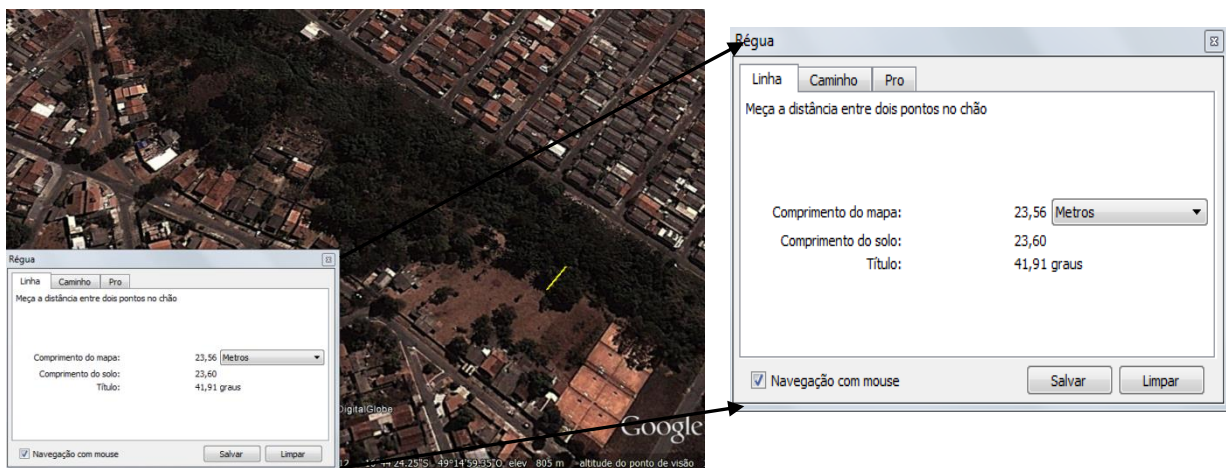 Régua
Linha Caminho Pro
Meça a distância entre dois pontos no chão
Comprimento do mapa: 23,56 Metros
Comprimento do solo: 23,60
Título: 41,91 graus
Navegação com mouse Salvar Limpar
DigitalGlobe
Google
24.25"S 49°14'59.35"O elev 805 m altitude do ponto de visão
Régua
Linha Caminho Pro
Meça a distância entre dois pontos no chão
Comprimento do mapa: 23,56 Metros
Comprimento do solo: 23,60
Título: 41,91 graus
Navegação com mouse Salvar Limpar